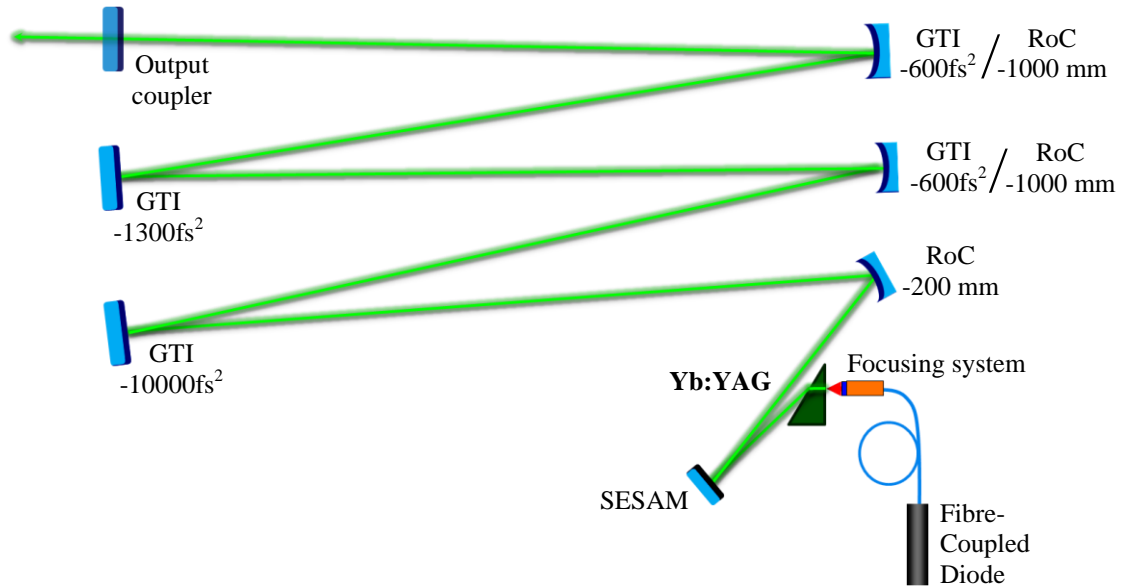 Output
coupler
GTI
-600fs² / RoC
-1000 mm
GTI
-1300fs²
GTI
-600fs² / RoC
-1000 mm
RoC
-200 mm
GTI
-10000fs²
Yb:YAG
Focusing system
SESAM
Fibre-
Coupled
Diode